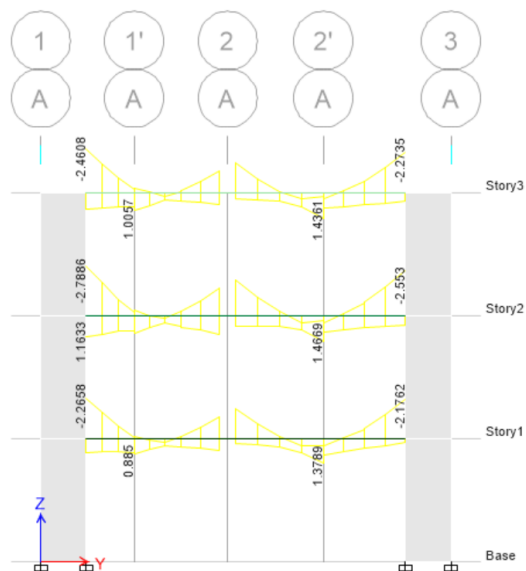 1 1' 2 2' 3
A A A A A
-2.4608 -2.2735
Story3
1.0057 1.4361
-2.7886 -2.553
Story2
1.1633 1.4669
-2.2658 -2.1762
Story1
0.885 1.3789
Z
Base
Y